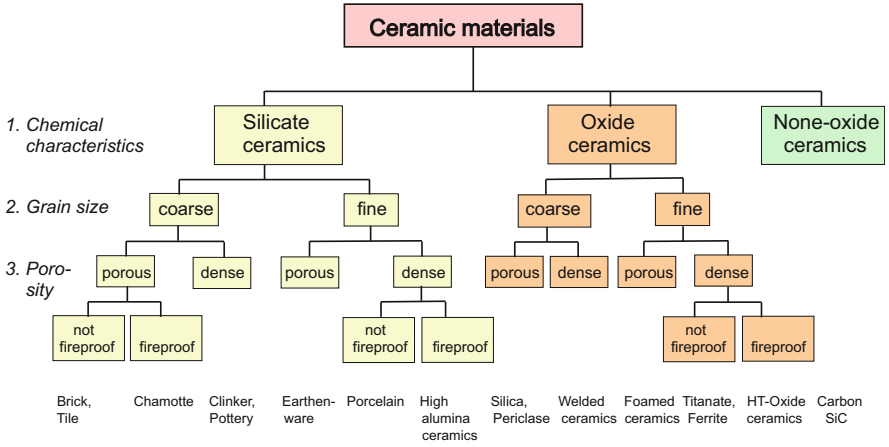 Ceramic materials
1. Chemical
characteristics
Silicate
ceramics
Oxide
ceramics
None-oxide
ceramics
2. Grain size
coarse
fine
coarse
fine
3. Poro-
sity
porous
dense
porous
dense
porous
dense
porous
dense
not
fireproof
fireproof
not
fireproof
fireproof
not
fireproof
fireproof
Brick,
Tile
Chamotte
Clinker,
Pottery
Earthen-
ware
Porcelain
High
alumina
ceramics
Silica,
Periclase
Welded
ceramics
Foamed
ceramics
Titanate,
Ferrite
HT-Oxide
ceramics
Carbon
SiC